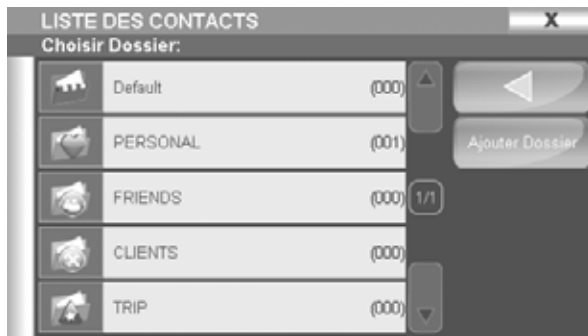 LISTE DES CONTACTS X
Choisir Dossier:
Default (000)
PERSONAL (001)
Ajouter Dossier
FRIENDS (000) 1/1
CLIENTS (000)
TRIP (000)